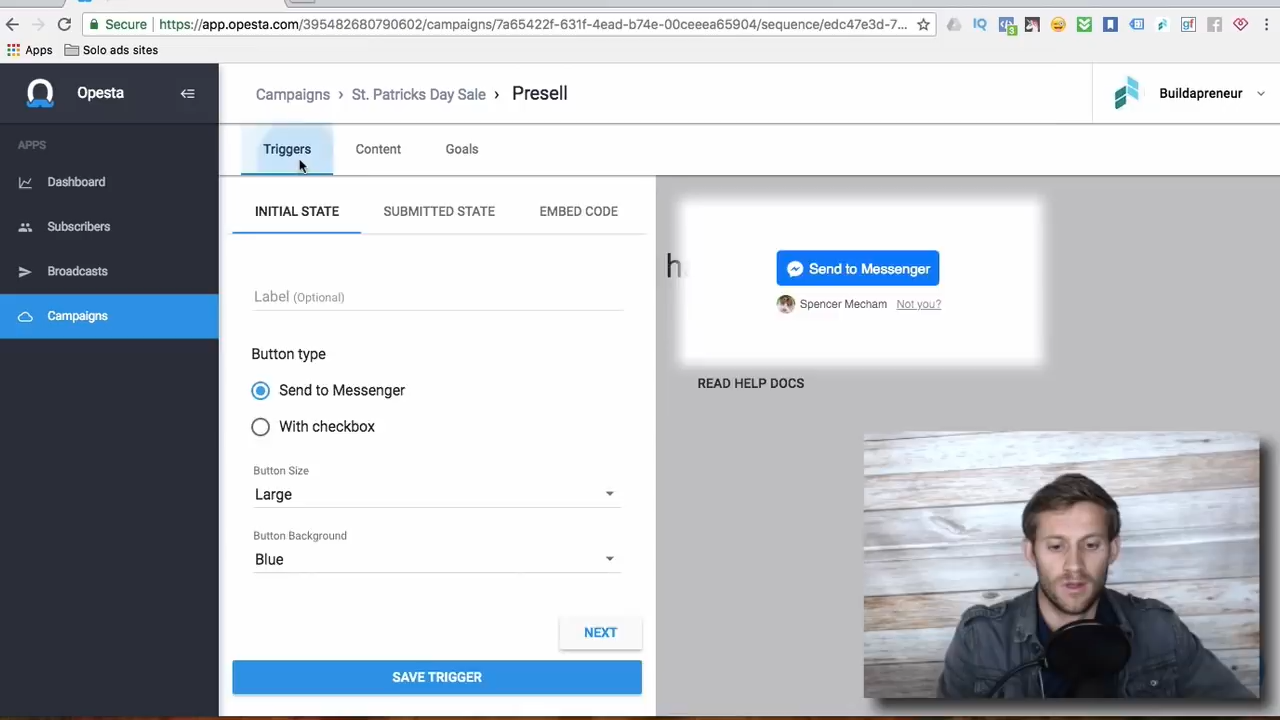 Secure
https://app.opesta.com/395482680790602/campaigns/7a65422f-631f-4ead-b74e-00ceeea65904/sequence/edc47e3d-7...
IQ
3
gf
Apps
Solo ads sites
Opesta
Campaigns › St. Patricks Day Sale › Presell
Buildapreneur
APPS
Dashboard
Subscribers
Broadcasts
Campaigns
Triggers
Content
Goals
INITIAL STATE
SUBMITTED STATE
EMBED CODE
Label (Optional)
Button type
Send to Messenger
With checkbox
Button Size
Large
Button Background
Blue
NEXT
SAVE TRIGGER
Send to Messenger
Spencer Mecham Not you?
READ HELP DOCS